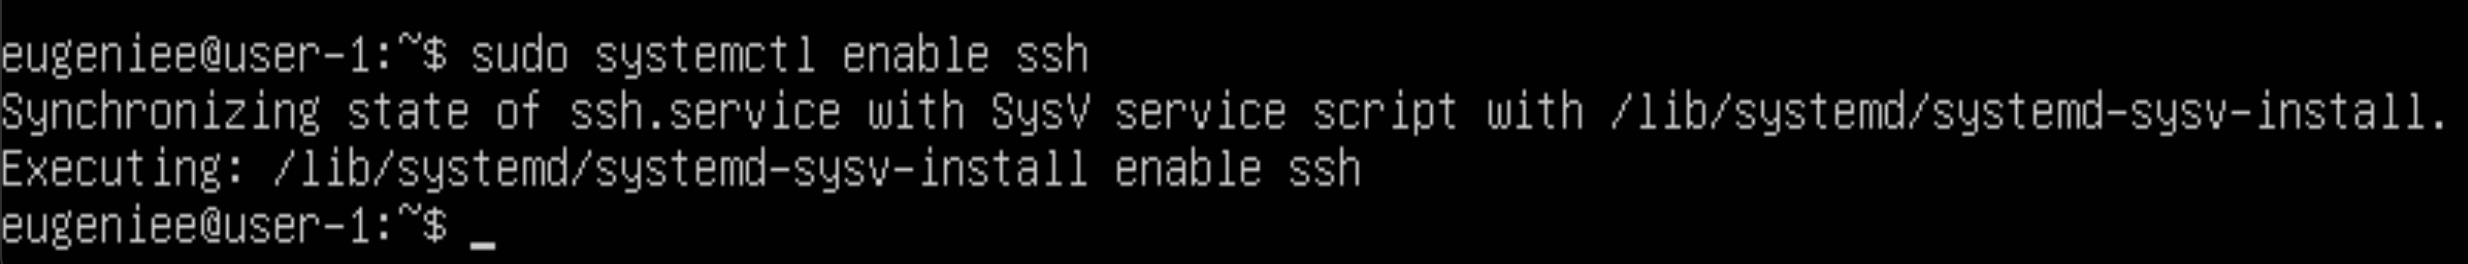 eugeniee@user-1:~$ sudo systemctl enable ssh
Synchronizing state of ssh.service with SysV service script with /lib/systemd/systemd-sysv-install.
Executing: /lib/systemd/systemd-sysv-install enable ssh
eugeniee@user-1:~$ _